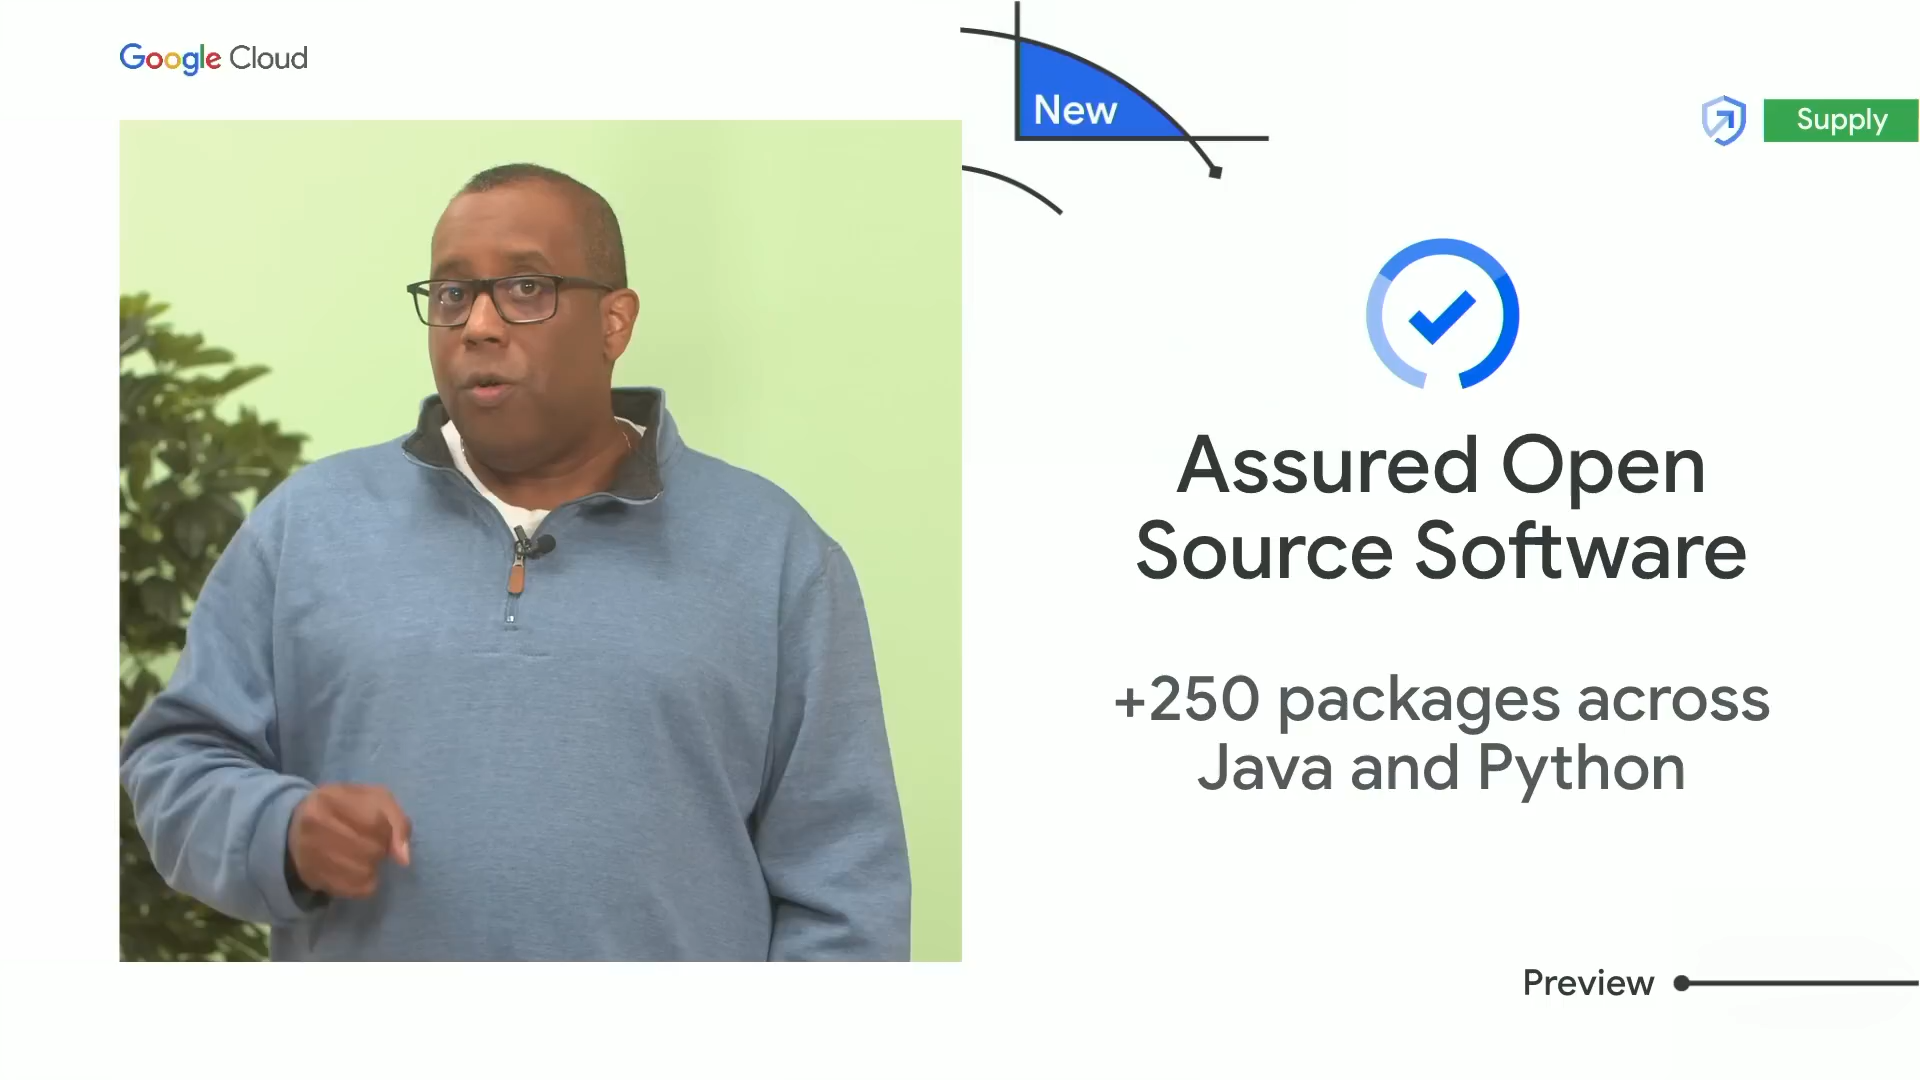 Google Cloud
New
Supply
Assured Open
Source Software
+250 packages across
Java and Python
Preview